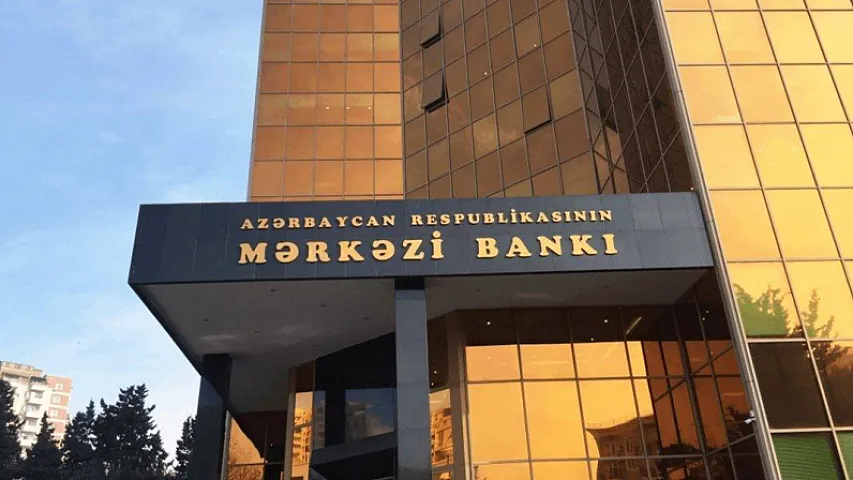 AZƏRBAYCAN RESPUBLİKASININ
MƏRKƏZİ BANKI